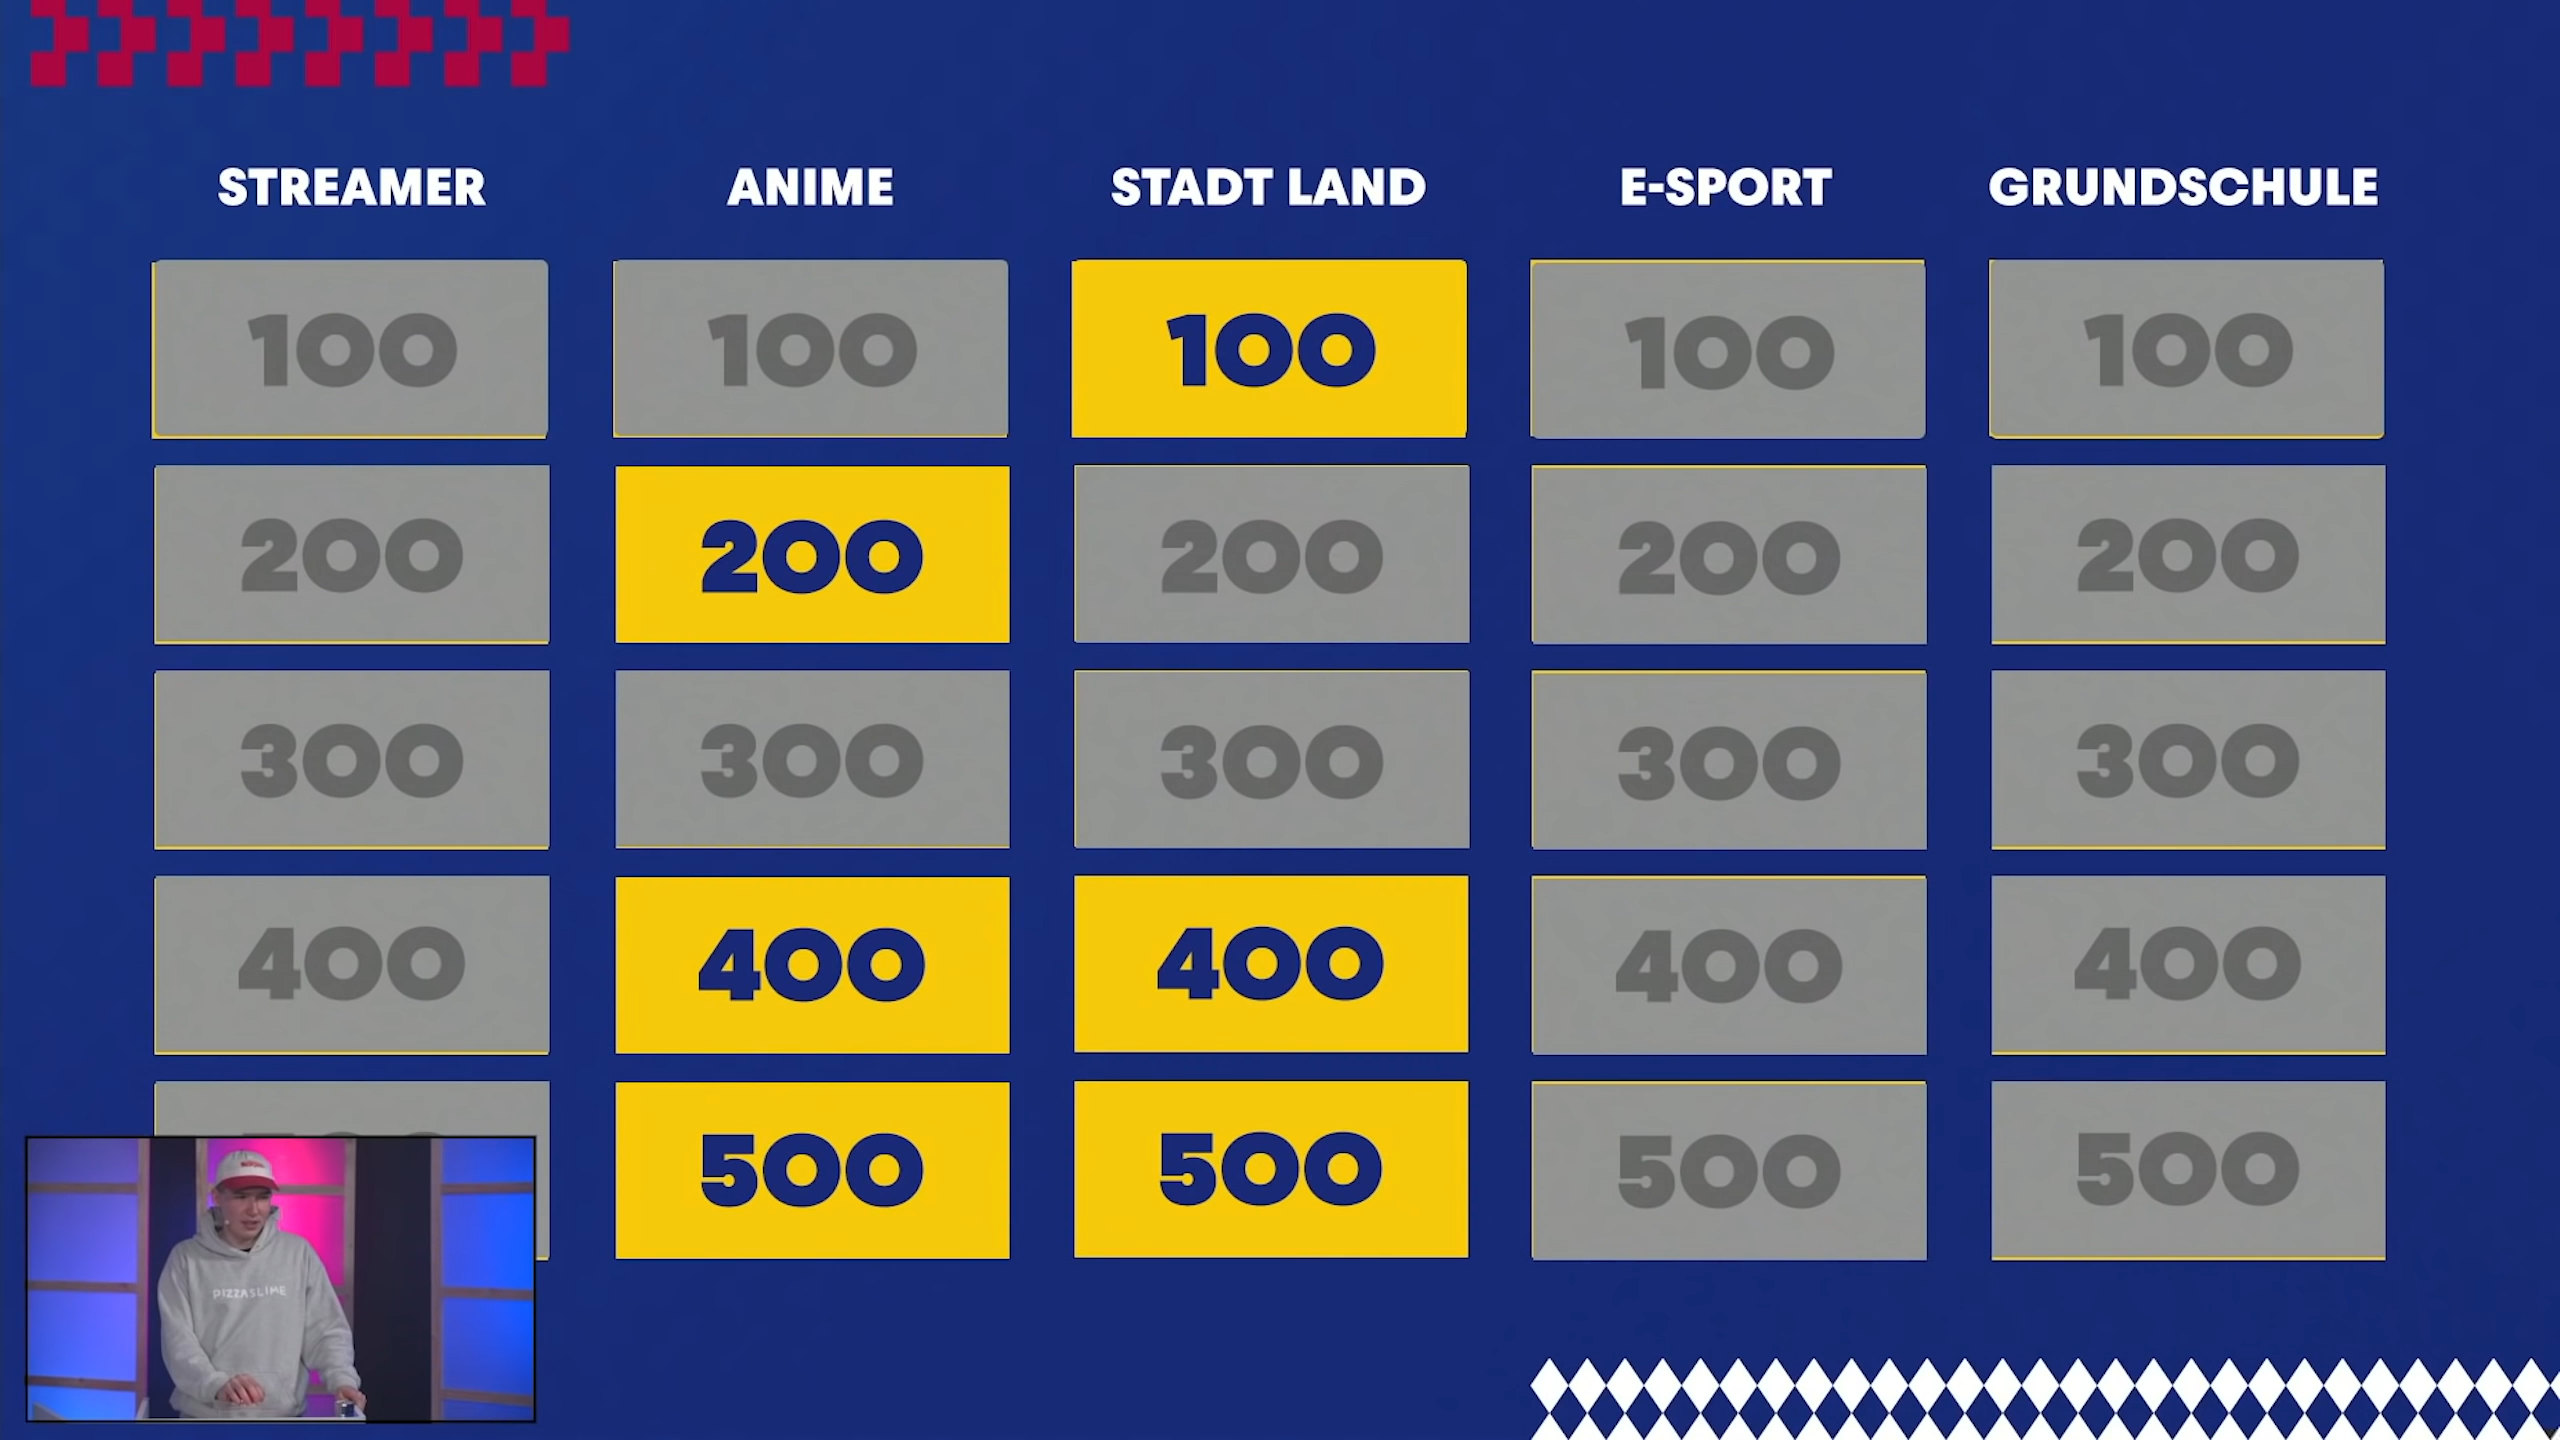 STREAMER ANIME STADT LAND E-SPORT GRUNDSCHULE
100 100 100 100 100
200 200 200 200 200
300 300 300 300 300
400 400 400 400 400
500 500 500 500
PIZZASLIME